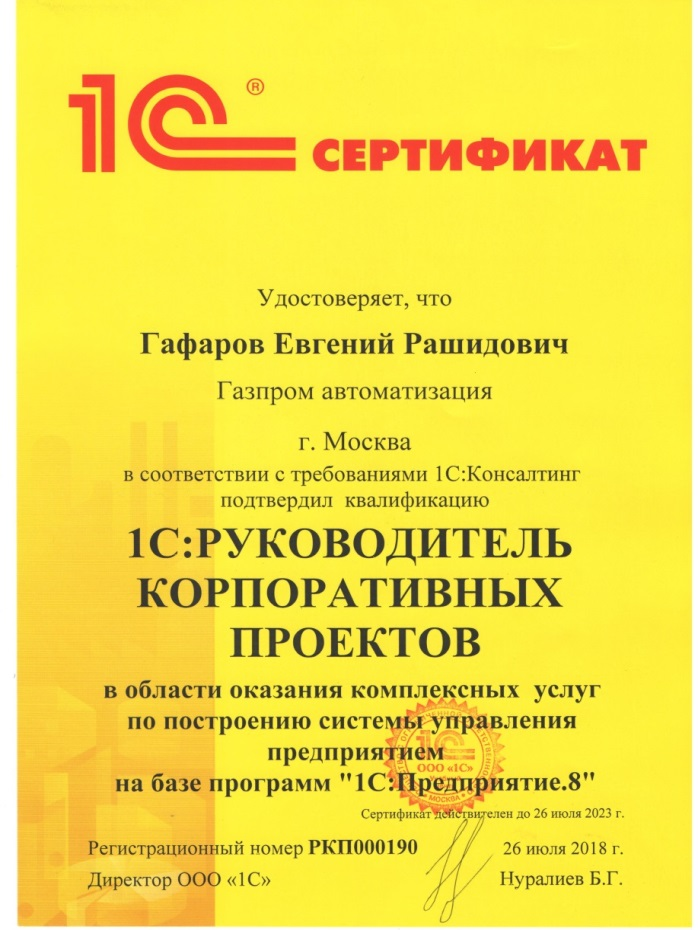 1С® СЕРТИФИКАТ
Удостоверяет, что
Гафаров Евгений Рашидович
Газпром автоматизация
г. Москва
в соответствии с требованиями 1С:Консалтинг
подтвердил квалификацию
1С:РУКОВОДИТЕЛЬ
КОРПОРАТИВНЫХ
ПРОЕКТОВ
в области оказания комплексных услуг
по построению системы управления
предприятием
на базе программ "1С:Предприятие.8"
1С
ООО «1С»
МОСКВА
Сертификат действителен до 26 июля 2023 г.
Регистрационный номер РКП000190 26 июля 2018 г.
Директор ООО «1С» Нуралиев Б.Г.